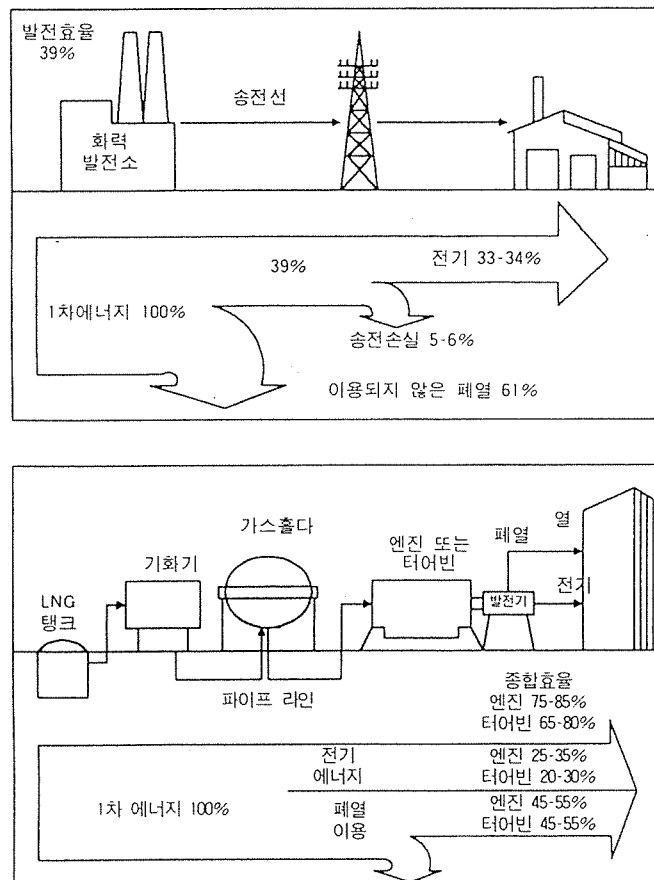 발전효율
39%
송전선
화력
발전소
39%
전기 33-34%
1차에너지 100%
송전손실 5-6%
이용되지 않은 폐열 61%
가스홀다
기화기
LNG
탱크
엔진 또는
터어빈
폐열
열
발전기
전기
파이프 라인
종합효율
엔진 75-85%
터어빈 65-80%
전기
에너지
엔진 25-35%
터어빈 20-30%
1차 에너지 100%
폐열
이용
엔진 45-55%
터어빈 45-55%